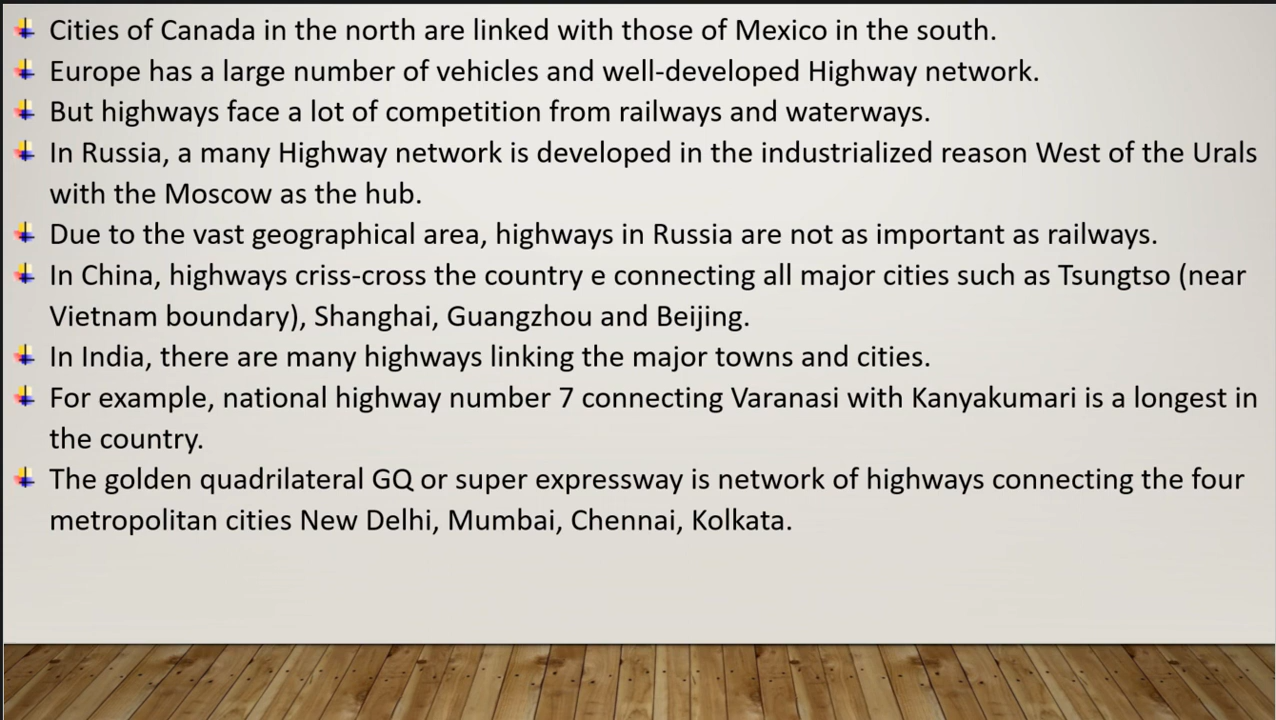 Cities of Canada in the north are linked with those of Mexico in the south.
Europe has a large number of vehicles and well-developed Highway network.
But highways face a lot of competition from railways and waterways.
In Russia, a many Highway network is developed in the industrialized reason West of the Urals
with the Moscow as the hub.
Due to the vast geographical area, highways in Russia are not as important as railways.
In China, highways criss-cross the country e connecting all major cities such as Tsungtso (near
Vietnam boundary), Shanghai, Guangzhou and Beijing.
In India, there are many highways linking the major towns and cities.
For example, national highway number 7 connecting Varanasi with Kanyakumari is a longest in
the country.
The golden quadrilateral GQ or super expressway is network of highways connecting the four
metropolitan cities New Delhi, Mumbai, Chennai, Kolkata.